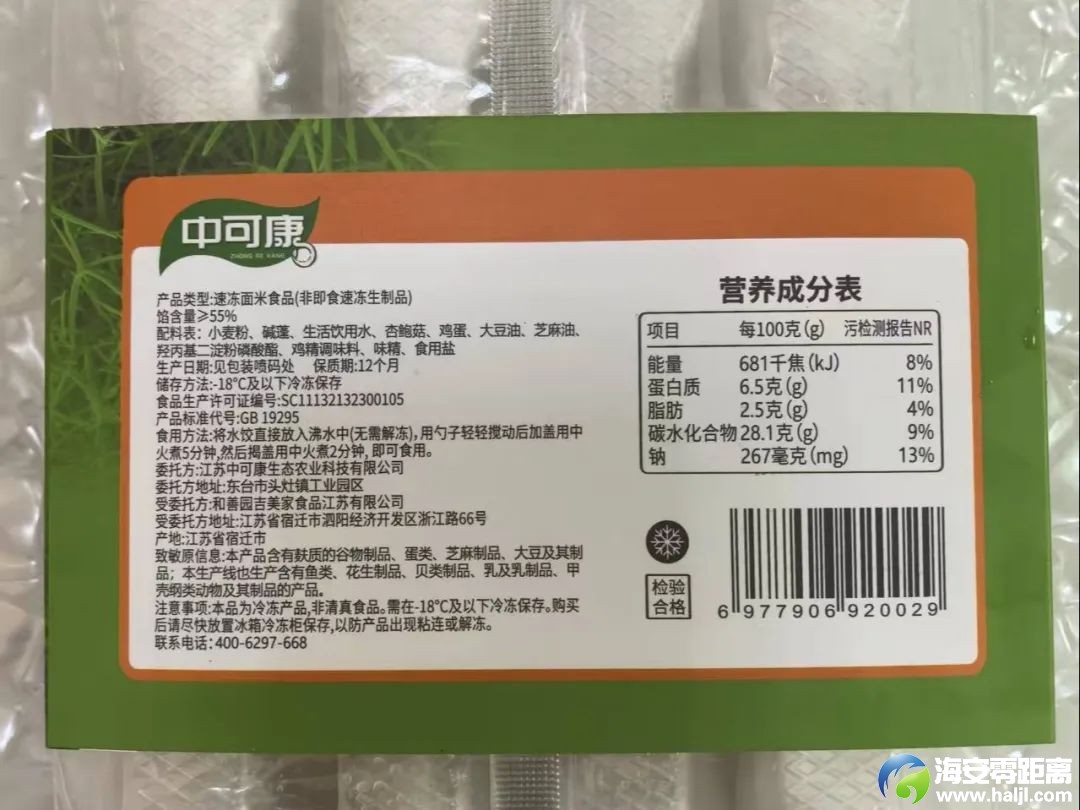 中可康
ZHONG KE KANG
产品类型:速冻面米食品(非即食速冻生制品)
馅含量≥55%
配料表：小麦粉、碱蓬、生活饮用水、杏鲍菇、鸡蛋、大豆油、芝麻油、
羟丙基二淀粉磷酸酯、鸡精调味料、味精、食用盐
生产日期:见包装喷码处 保质期:12个月
储存方法:-18℃及以下冷冻保存
食品生产许可证编号:SC11132132300105
产品标准代号:GB 19295
食用方法:将水饺直接放入沸水中(无需解冻),用勺子轻轻搅动后加盖用中
火煮5分钟,然后揭盖用中火煮2分钟,即可食用。
委托方:江苏中可康生态农业科技有限公司
委托方地址:东台市头灶镇工业园区
受委托方:和善园吉美家食品江苏有限公司
受委托方地址:江苏省宿迁市泗阳经济开发区浙江路66号
产地:江苏省宿迁市
致敏原信息:本产品含有麸质的谷物制品、蛋类、芝麻制品、大豆及其制
品；本生产线也生产含有鱼类、花生制品、贝类制品、乳及乳制品、甲
壳纲类动物及其制品的产品。
注意事项:本品为冷冻产品,非清真食品。需在-18℃及以下冷冻保存。购买
后请尽快放置冰箱冷冻柜保存,以防产品出现粘连或解冻。
联系电话：400-6297-668
营养成分表
项目 每100克(g) 污检测报告NR
能量 681千焦(kJ) 8%
蛋白质 6.5克(g) 11%
脂肪 2.5克(g) 4%
碳水化合物 28.1克(g) 9%
钠 267毫克(mg) 13%
检验
合格
6 977906 920029
海安零距离
www.halji.com